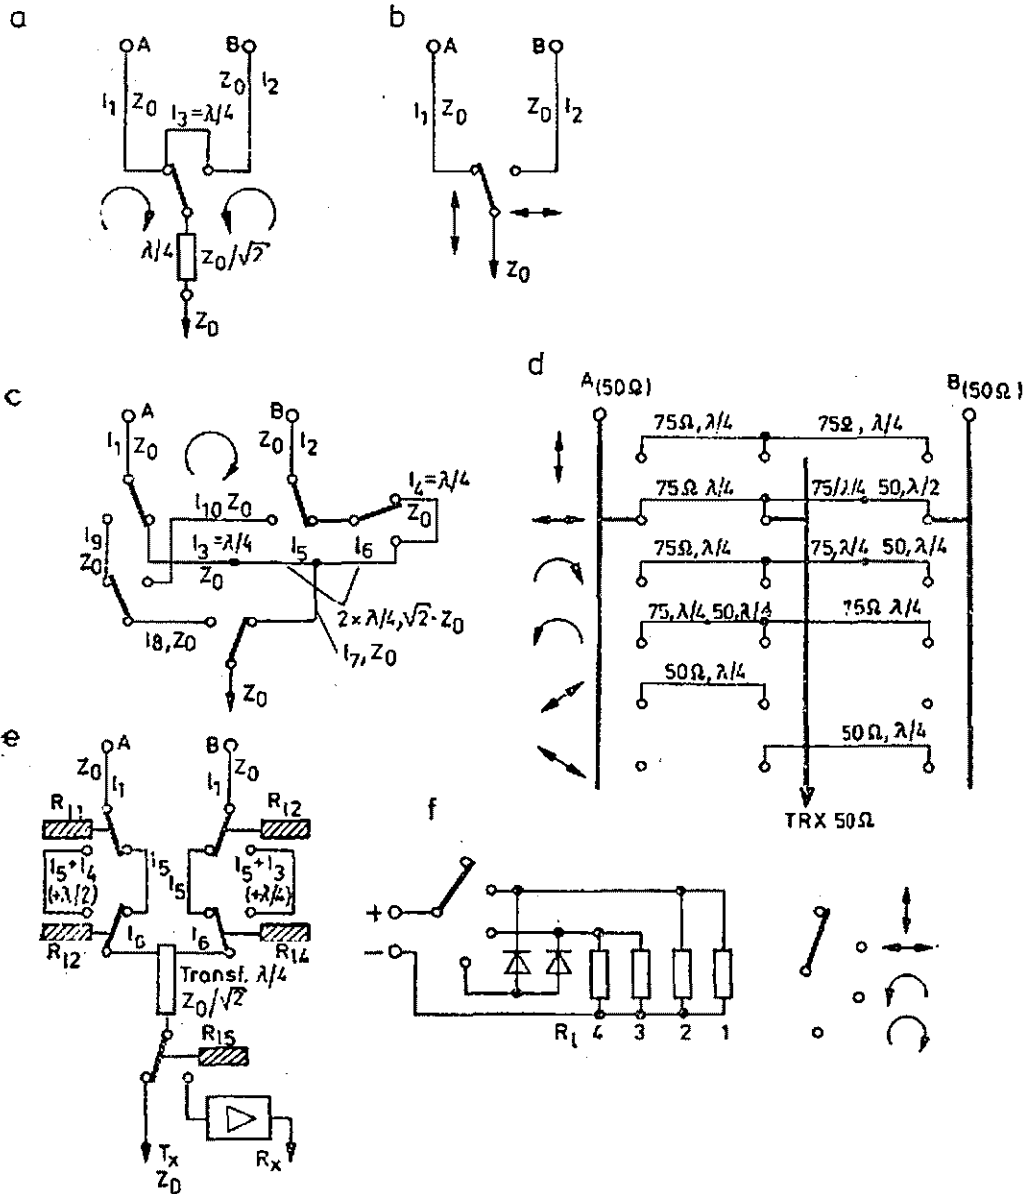 a
b
A
B
Z₀ l₂
l₁ Z₀
l₃=λ/4
λ/4
Z₀/√2
Z₀
A
B
l₁ Z₀
Z₀ l₂
Z₀
c
A
B
l₁ Z₀
Z₀ l₂
l₄=λ/4
Z₀
l₁₀ Z₀
l₉
Z₀
l₃=λ/4
Z₀
l₅
l₆
2×λ/4,√2·Z₀
l₈,Z₀
l₇,Z₀
Z₀
d
A(50Ω)
B(50Ω)
75Ω,λ/4
75Ω,λ/4
75Ω λ/4
75/λ/4 50,λ/2
75Ω,λ/4
75,λ/4 50,λ/4
75,λ/4 50,λ/4
75Ω λ/4
50Ω,λ/4
50Ω,λ/4
TRX 50Ω
e
A
B
Z₀
l₁
l₁
Z₀
R₁₁
R₁₂
l₅+l₄
(+λ/2)
l₅
l₅
l₅+l₃
(+λ/4)
R₁₂
l₆
l₆
R₁₄
Transf. λ/4
Z₀/√2
R₁₅
Tx
Z₀
Rx
f
+
−
R₁ 4 3 2 1